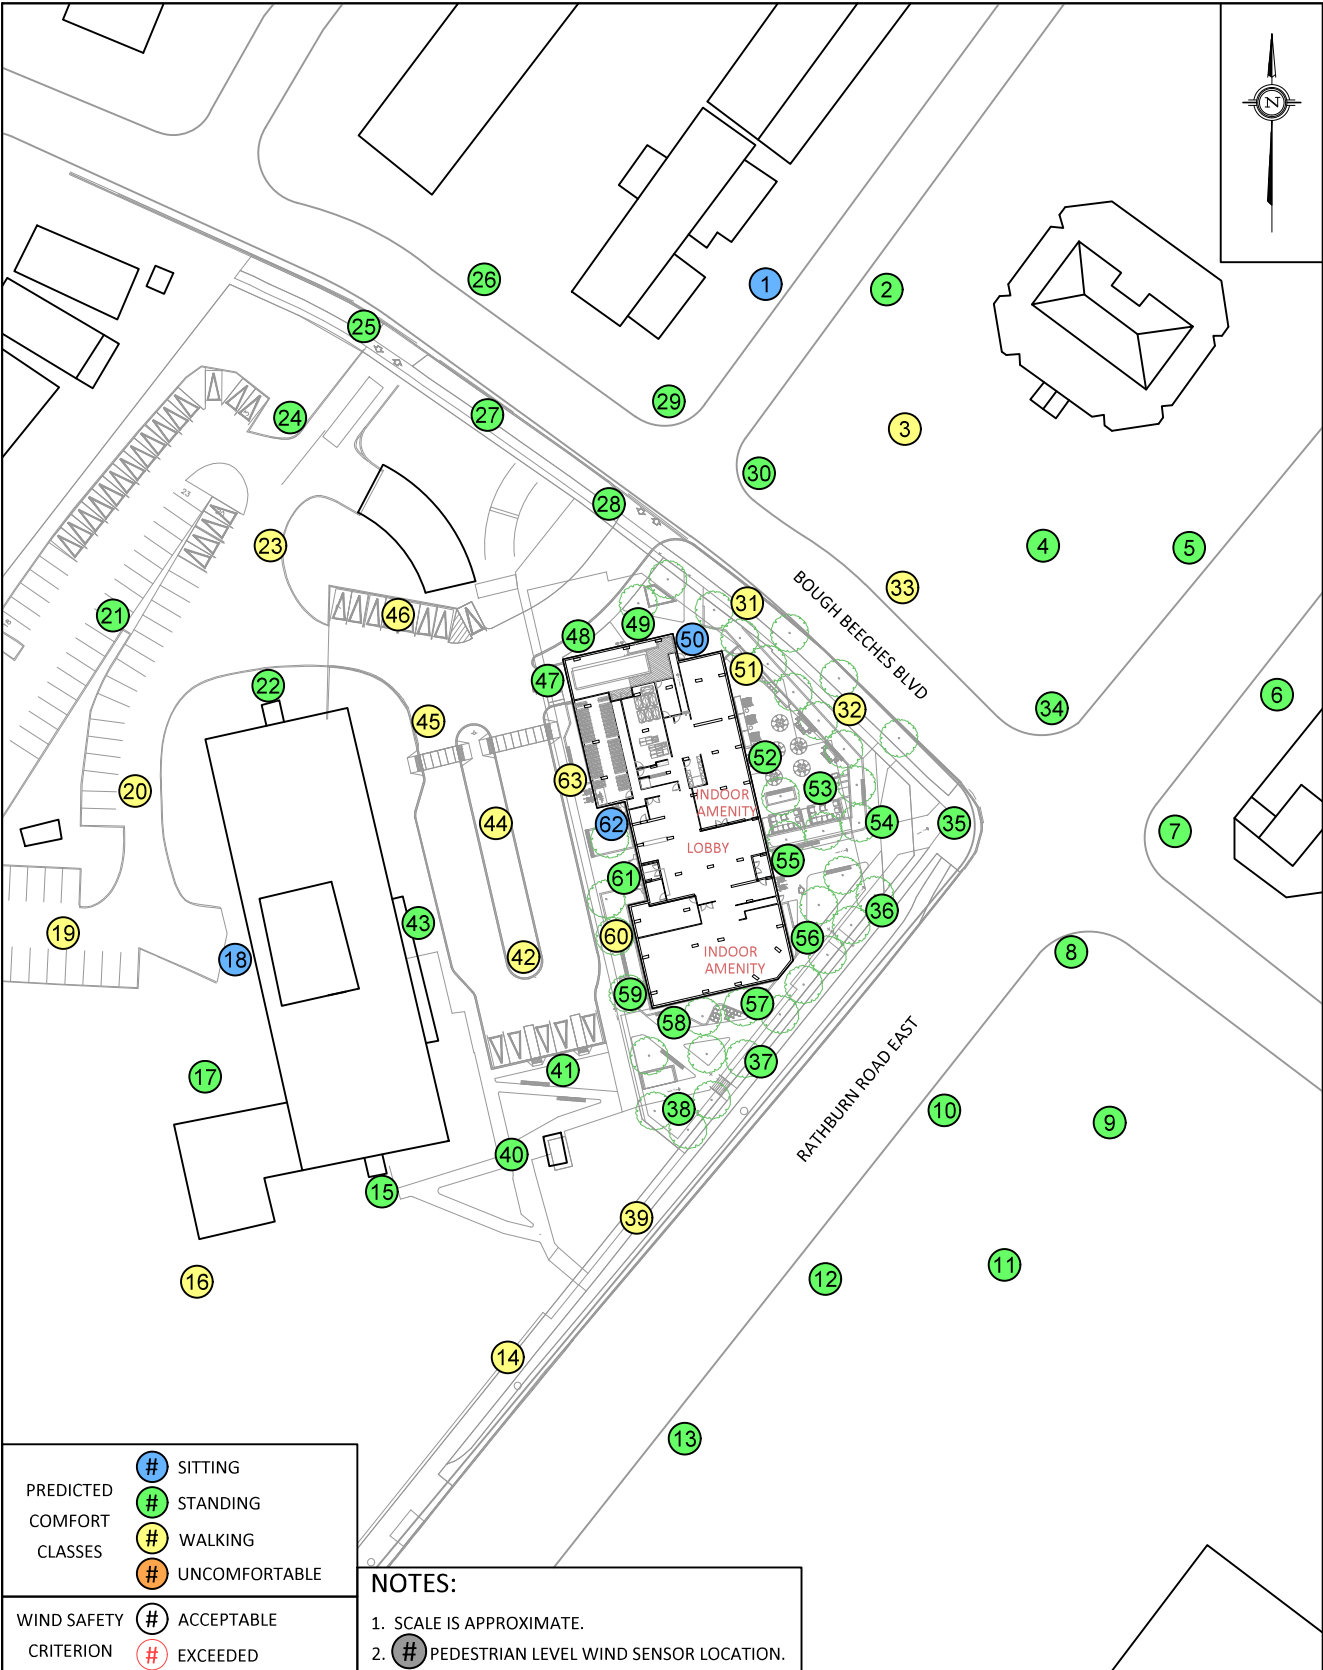 N
26
1
2
25
29
24
27
3
30
28
23
4
5
BOUGH BEECHES BLVD
33
31
46
21
49
48
50
51
47
22
6
34
45
32
52
63
20
53
INDOOR
AMENITY
44
62
54
35
7
LOBBY
55
61
43
36
19
60
56
8
18
42
INDOOR
AMENITY
59
57
58
RATHBURN ROAD EAST
37
41
17
38
10
9
40
15
39
11
12
16
14
13
PREDICTED
COMFORT
CLASSES
# SITTING
# STANDING
# WALKING
# UNCOMFORTABLE
WIND SAFETY
CRITERION
# ACCEPTABLE
# EXCEEDED
NOTES:
1. SCALE IS APPROXIMATE.
2. # PEDESTRIAN LEVEL WIND SENSOR LOCATION.